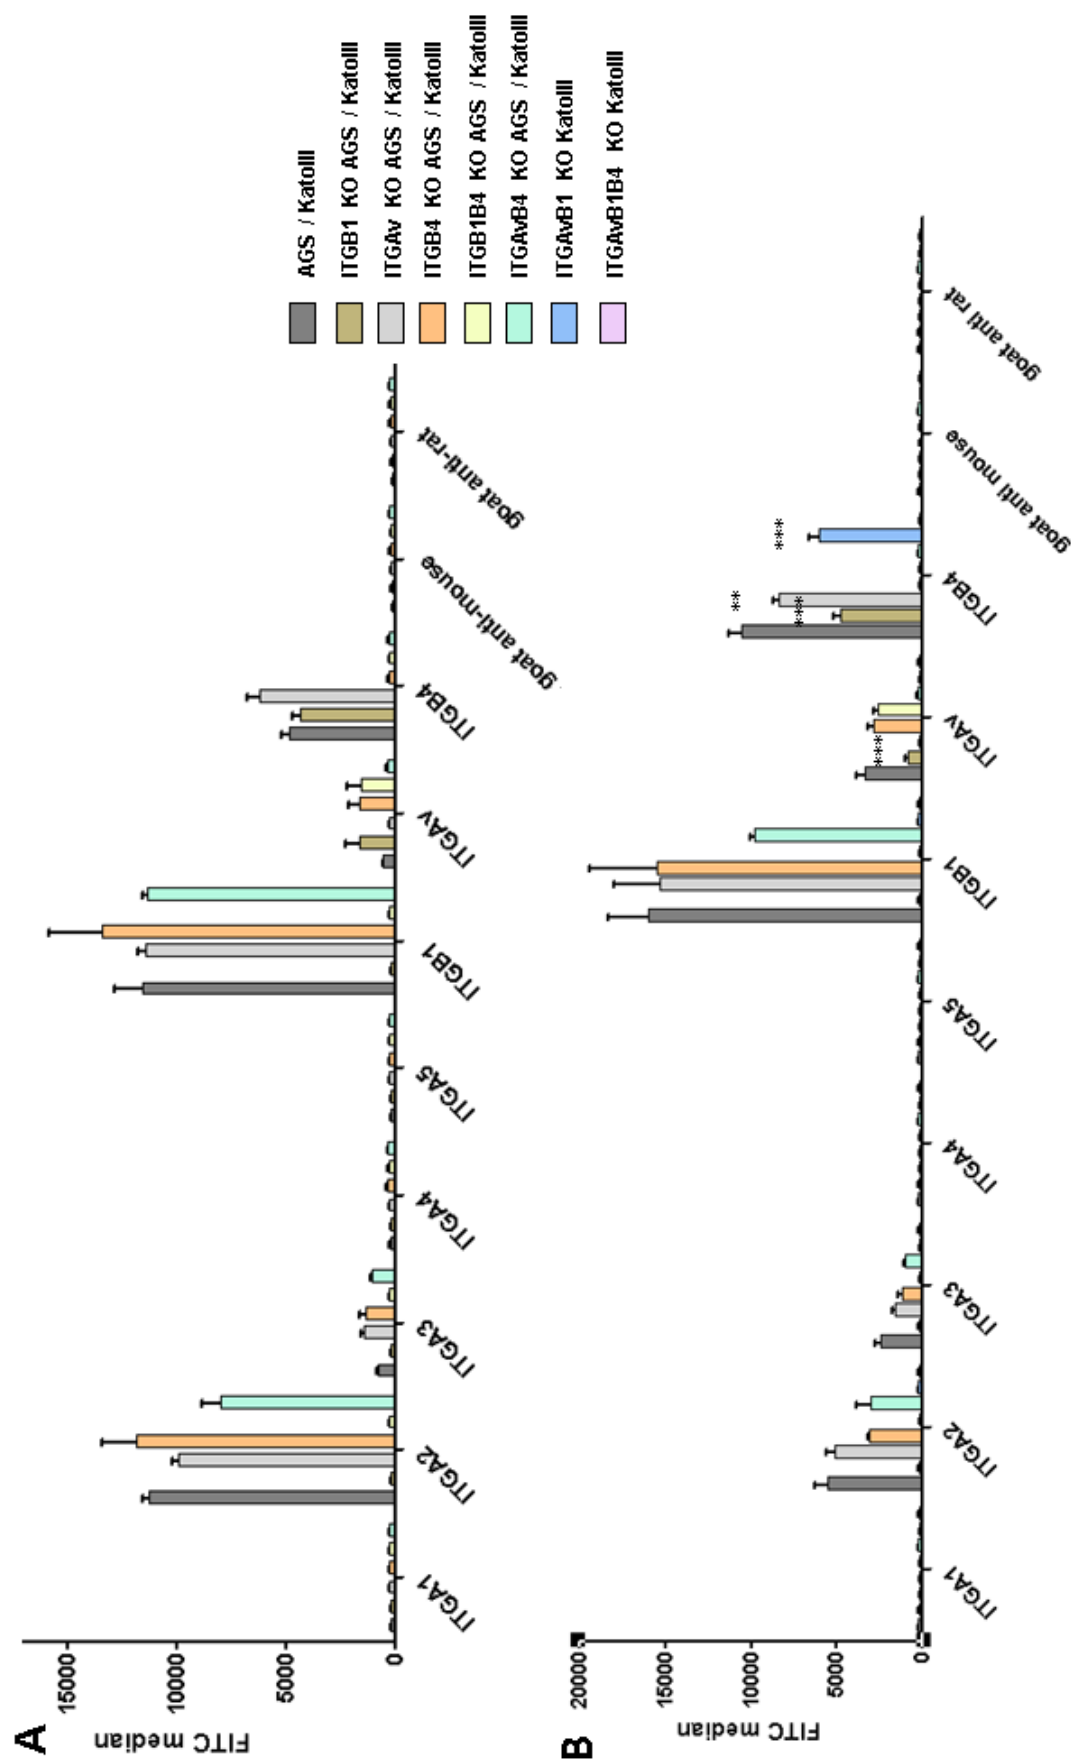 A
FITC median
15000
10000
5000
0
ITGA1
ITGA2
ITGA3
ITGA4
ITGA5
ITGB1
ITGAv
ITGB4
goat anti-mouse
goat anti-rat
AGS / KatoIII
ITGB1 KO AGS / KatoIII
ITGAv KO AGS / KatoIII
ITGB4 KO AGS / KatoIII
ITGB1B4 KO AGS / KatoIII
ITGAvB4 KO AGS / KatoIII
ITGAvB1 KO KatoIII
ITGAvB1B4 KO KatoIII
B
FITC median
20000
15000
10000
5000
0
ITGA1
ITGA2
ITGA3
ITGA4
ITGA5
ITGB1
ITGAv
ITGB4
goat anti mouse
goat anti rat
****
***
**
***